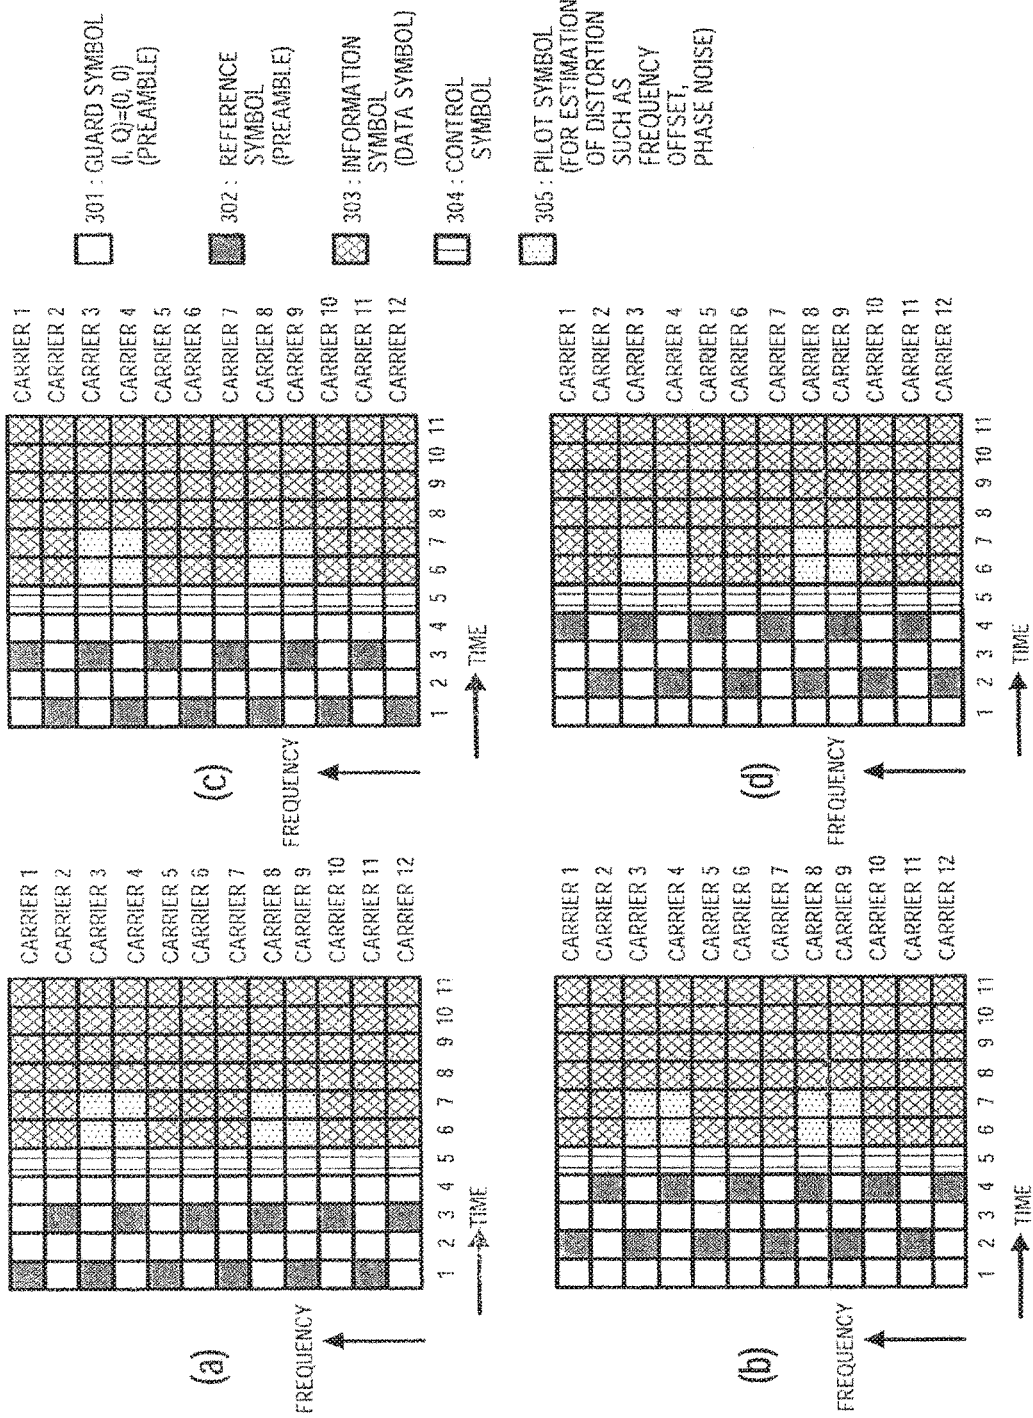 301 : GUARD SYMBOL
(I, Q)=(0, 0)
(PREAMBLE)
302 : REFERENCE
SYMBOL
(PREAMBLE)
303 : INFORMATION
SYMBOL
(DATA SYMBOL)
304 : CONTROL
SYMBOL
305 : PILOT SYMBOL
(FOR ESTIMATION
OF DISTORTION
SUCH AS
FREQUENCY
OFFSET,
PHASE NOISE)
(a)
FREQUENCY
CARRIER 1
CARRIER 2
CARRIER 3
CARRIER 4
CARRIER 5
CARRIER 6
CARRIER 7
CARRIER 8
CARRIER 9
CARRIER 10
CARRIER 11
CARRIER 12
1 2 3 4 5 6 7 8 9 10 11
TIME
(c)
FREQUENCY
CARRIER 1
CARRIER 2
CARRIER 3
CARRIER 4
CARRIER 5
CARRIER 6
CARRIER 7
CARRIER 8
CARRIER 9
CARRIER 10
CARRIER 11
CARRIER 12
1 2 3 4 5 6 7 8 9 10 11
TIME
(b)
FREQUENCY
CARRIER 1
CARRIER 2
CARRIER 3
CARRIER 4
CARRIER 5
CARRIER 6
CARRIER 7
CARRIER 8
CARRIER 9
CARRIER 10
CARRIER 11
CARRIER 12
1 2 3 4 5 6 7 8 9 10 11
TIME
(d)
FREQUENCY
CARRIER 1
CARRIER 2
CARRIER 3
CARRIER 4
CARRIER 5
CARRIER 6
CARRIER 7
CARRIER 8
CARRIER 9
CARRIER 10
CARRIER 11
CARRIER 12
1 2 3 4 5 6 7 8 9 10 11
TIME